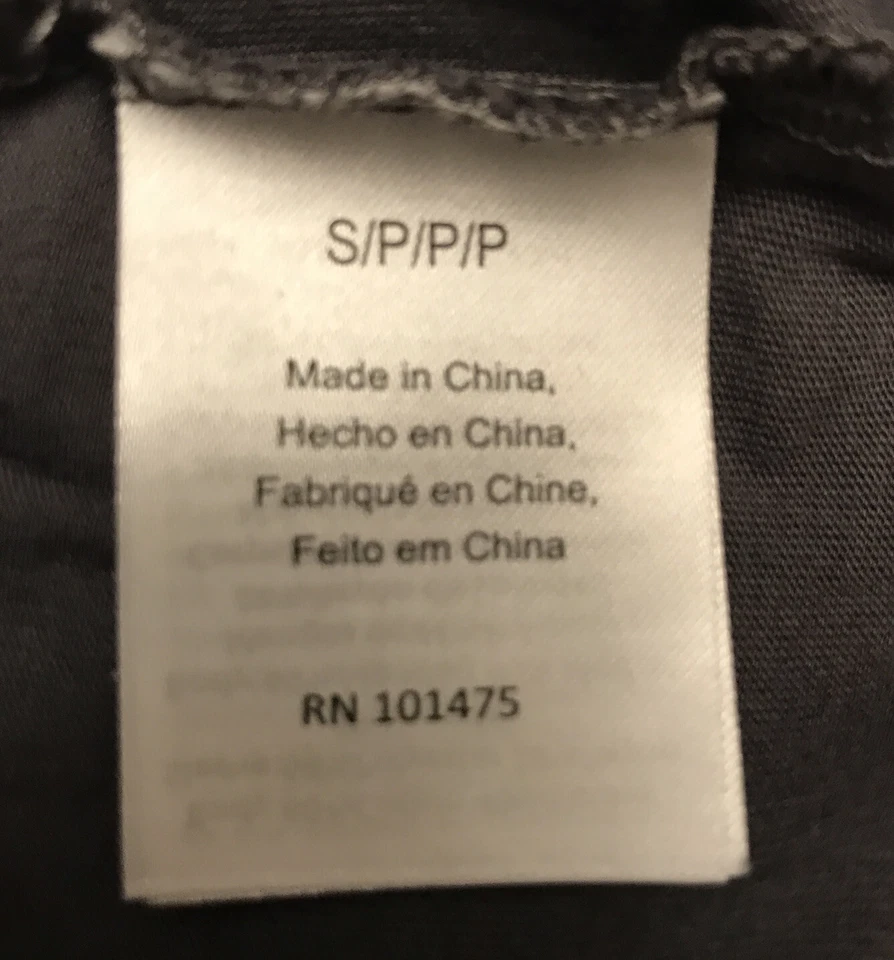 S/P/P/P
Made in China,
Hecho en China,
Fabriqué en Chine,
Feito em China
RN 101475